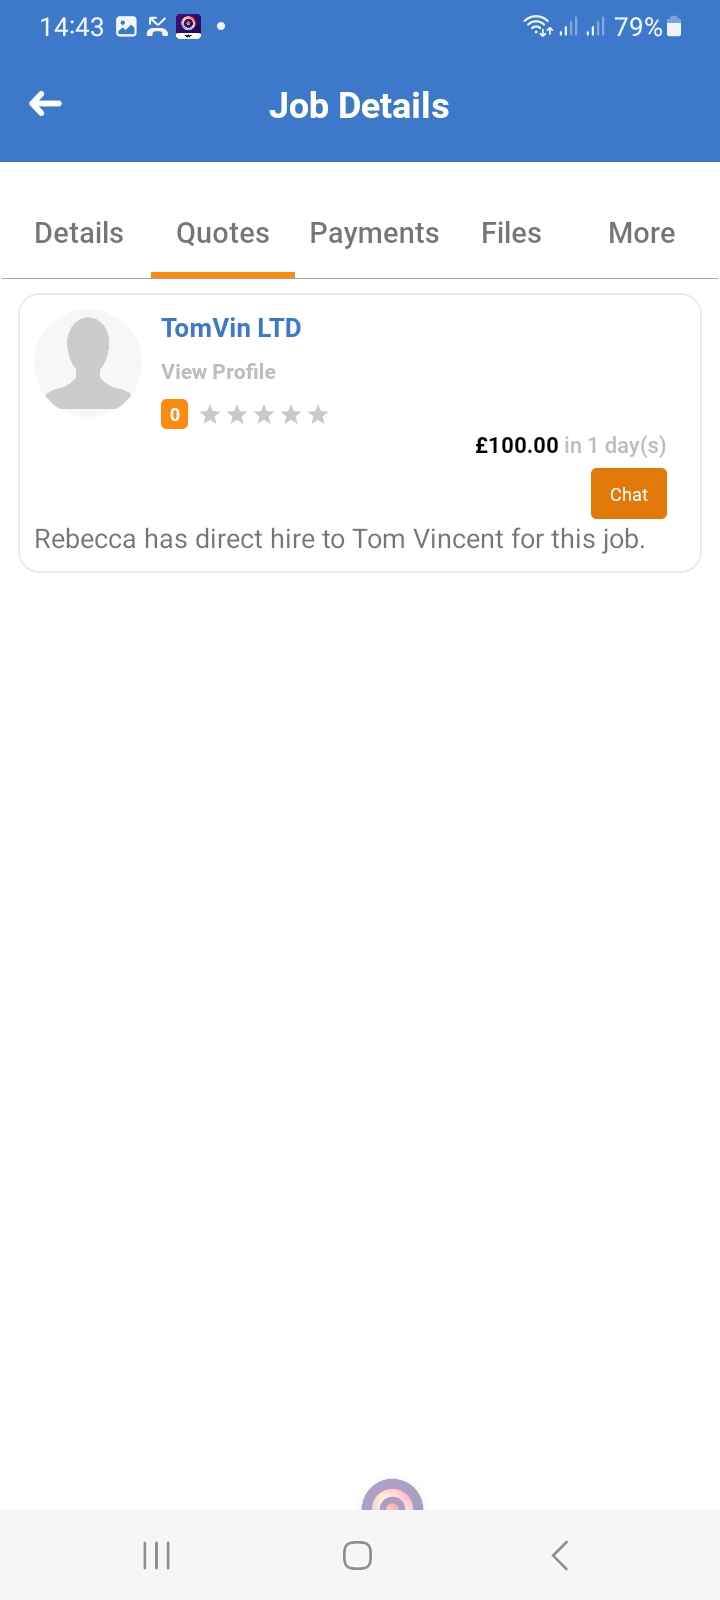 14:43 79%
Job Details
Details Quotes Payments Files More
TomVin LTD
View Profile
0
£100.00 in 1 day(s)
Chat
Rebecca has direct hire to Tom Vincent for this job.